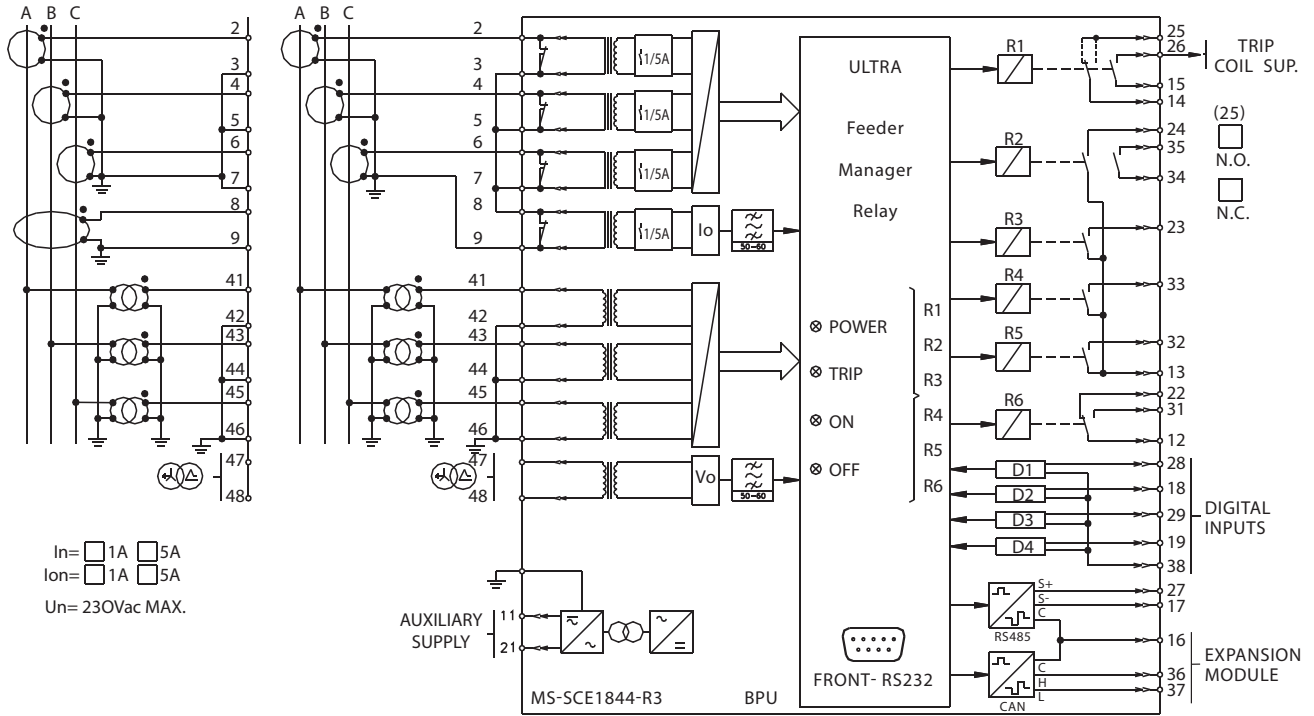 A B C
2
3
4
5
6
7
8
9
41
42
43
44
45
46
47
48
In= 1A 5A
Ion= 1A 5A
Un= 230Vac MAX.
A B C
2
3
4
5
6
7
8
9
41
42
43
44
45
46
47
48
AUXILIARY
SUPPLY
11
21
1/5A
1/5A
1/5A
1/5A
Io
50-60
Vo
50-60
MS-SCE1844-R3 BPU
ULTRA
Feeder
Manager
Relay
POWER
TRIP
ON
OFF
R1
R2
R3
R4
R5
R6
FRONT- RS232
R1
R2
R3
R4
R5
R6
D1
D2
D3
D4
S+
S-
C
RS485
C
H
L
CAN
25
26
15
14
24
35
34
23
33
32
13
22
31
12
28
18
29
19
38
27
17
16
36
37
TRIP
COIL SUP.
(25)
N.O.
N.C.
DIGITAL
INPUTS
EXPANSION
MODULE